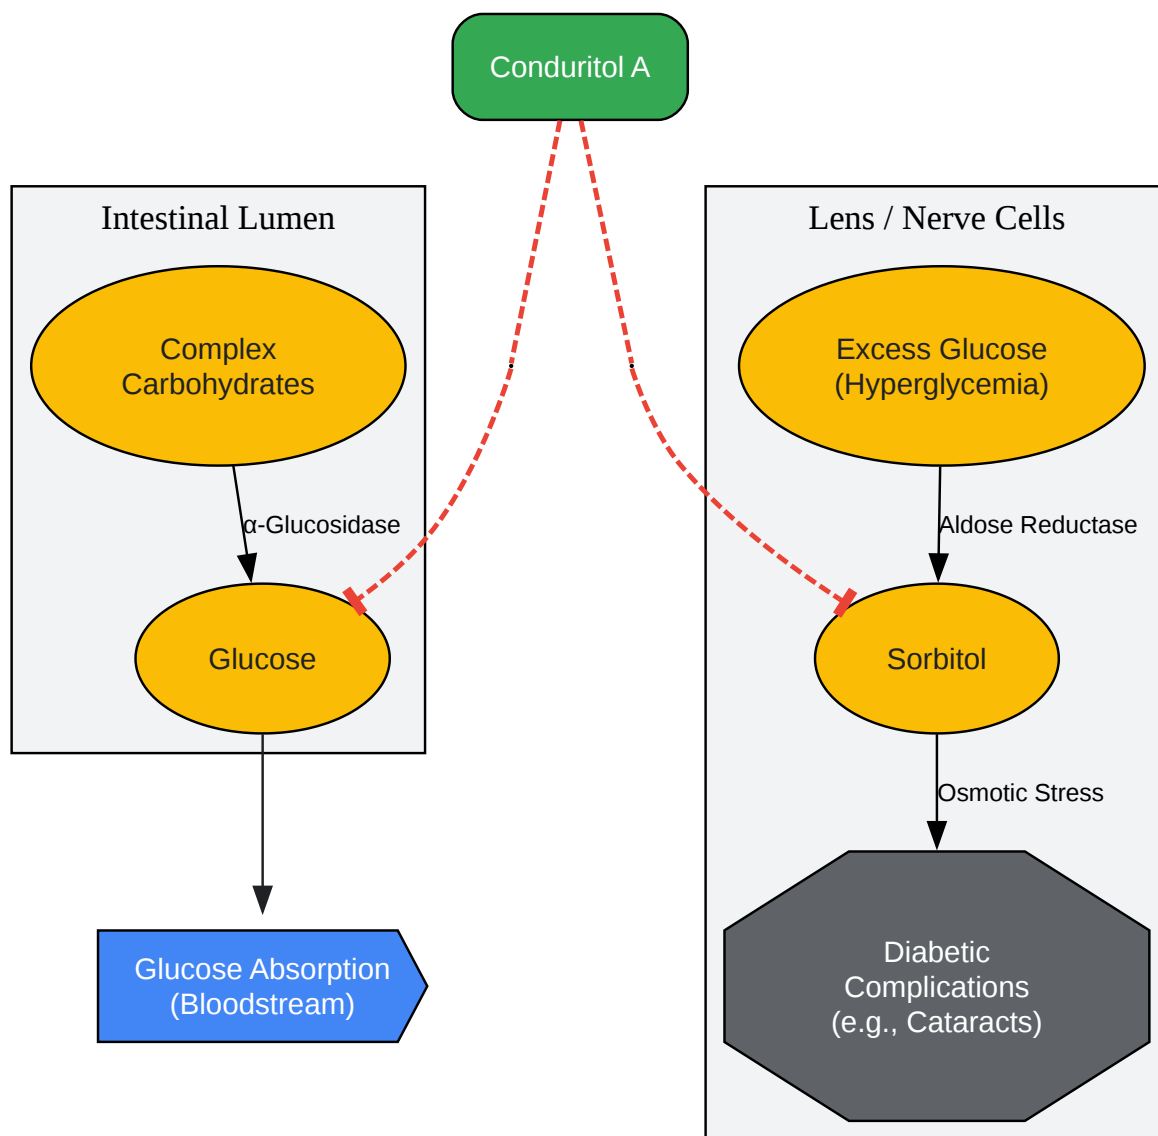 Conduritol A
Intestinal Lumen
Complex
Carbohydrates
α-Glucosidase
Glucose
Glucose Absorption
(Bloodstream)
Lens / Nerve Cells
Excess Glucose
(Hyperglycemia)
Aldose Reductase
Sorbitol
Osmotic Stress
Diabetic
Complications
(e.g., Cataracts)